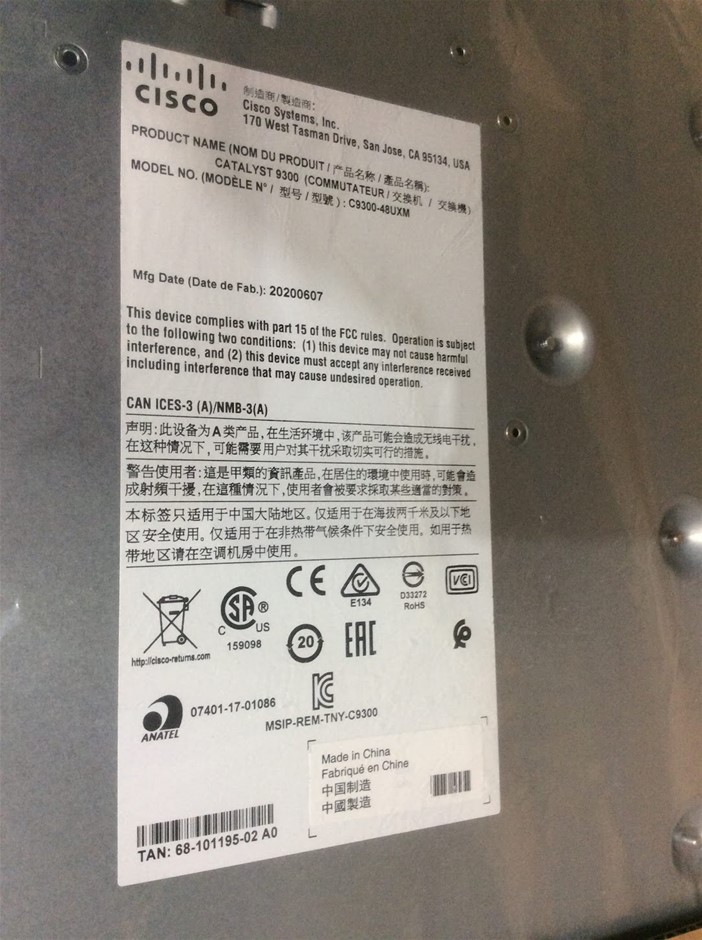 CISCO
制造商/製造商:
Cisco Systems, Inc.
170 West Tasman Drive, San Jose, CA 95134, USA
PRODUCT NAME (NOM DU PRODUIT / 产品名称 / 產品名稱):
CATALYST 9300 (COMMUTATEUR / 交换机 / 交換機)
MODEL NO. (MODÈLE N° / 型号 / 型號) : C9300-48UXM
Mfg Date (Date de Fab.): 20200607
This device complies with part 15 of the FCC rules. Operation is subject
to the following two conditions: (1) this device may not cause harmful
interference, and (2) this device must accept any interference received
including interference that may cause undesired operation.
CAN ICES-3 (A)/NMB-3(A)
声明:此设备为A类产品,在生活环境中,该产品可能会造成无线电干扰,
在这种情况下,可能需要用户对其干扰采取切实可行的措施。
警告使用者:這是甲類的資訊產品,在居住的環境中使用時,可能會造
成射頻干擾,在這種情況下,使用者會被要求採取某些適當的對策。
本标签只适用于中国大陆地区。仅适用于在海拔两千米及以下地
区安全使用。仅适用于在非热带气候条件下安全使用。如用于热
带地区请在空调机房中使用。
CE
E134
D33272
RoHS
VCI
http://cisco-returns.com
SA ®
C US
159098
20
EAC
ANATEL
07401-17-01086
MSIP-REM-TNY-C9300
Made in China
Fabriqué en Chine
中国制造
中國製造
TAN: 68-101195-02 A0